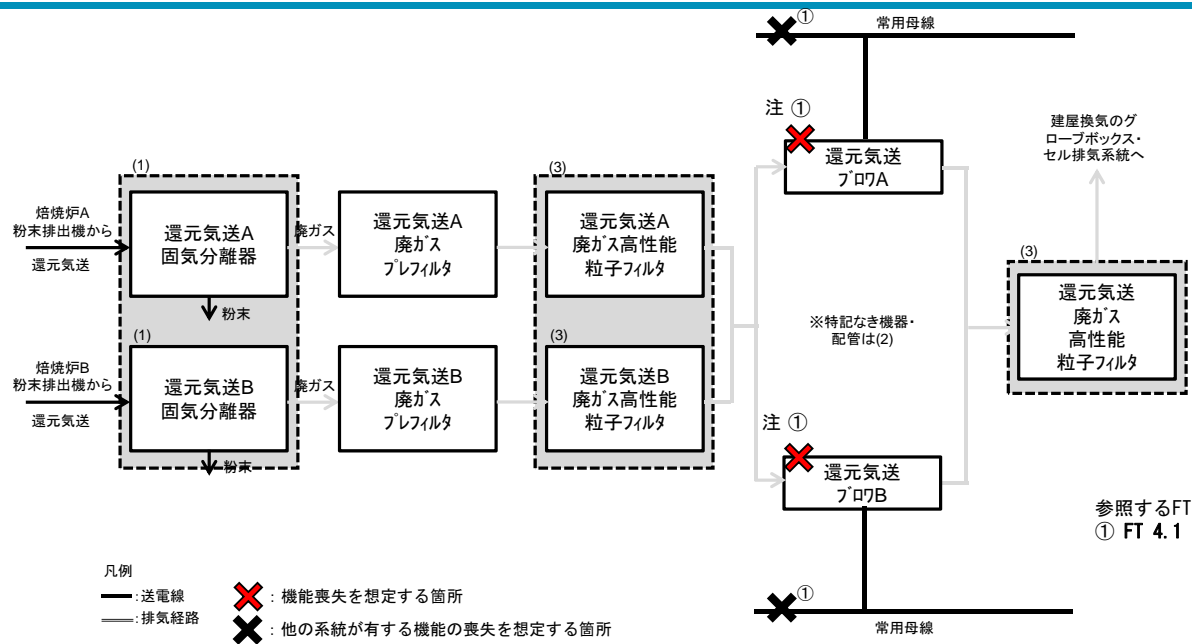 ①
常用母線
注 ①
還元気送
ブロワA
建屋換気のグ
ローブボックス・
セル排気系統へ
(1)
(3)
焙焼炉A
粉末排出機から
還元気送
還元気送A
固気分離器
廃ガス
還元気送A
廃ガス
プレフィルタ
還元気送A
廃ガス高性能
粒子フィルタ
粉末
※特記なき機器・
配管は(2)
(3)
還元気送
廃ガス
高性能
粒子フィルタ
(1)
(3)
焙焼炉B
粉末排出機から
還元気送
還元気送B
固気分離器
廃ガス
還元気送B
廃ガス
プレフィルタ
還元気送B
廃ガス高性能
粒子フィルタ
粉末
注 ①
還元気送
ブロワB
参照するFT
① FT 4.1
凡例
:送電線
:排気経路
: 機能喪失を想定する箇所
: 他の系統が有する機能の喪失を想定する箇所
①
常用母線